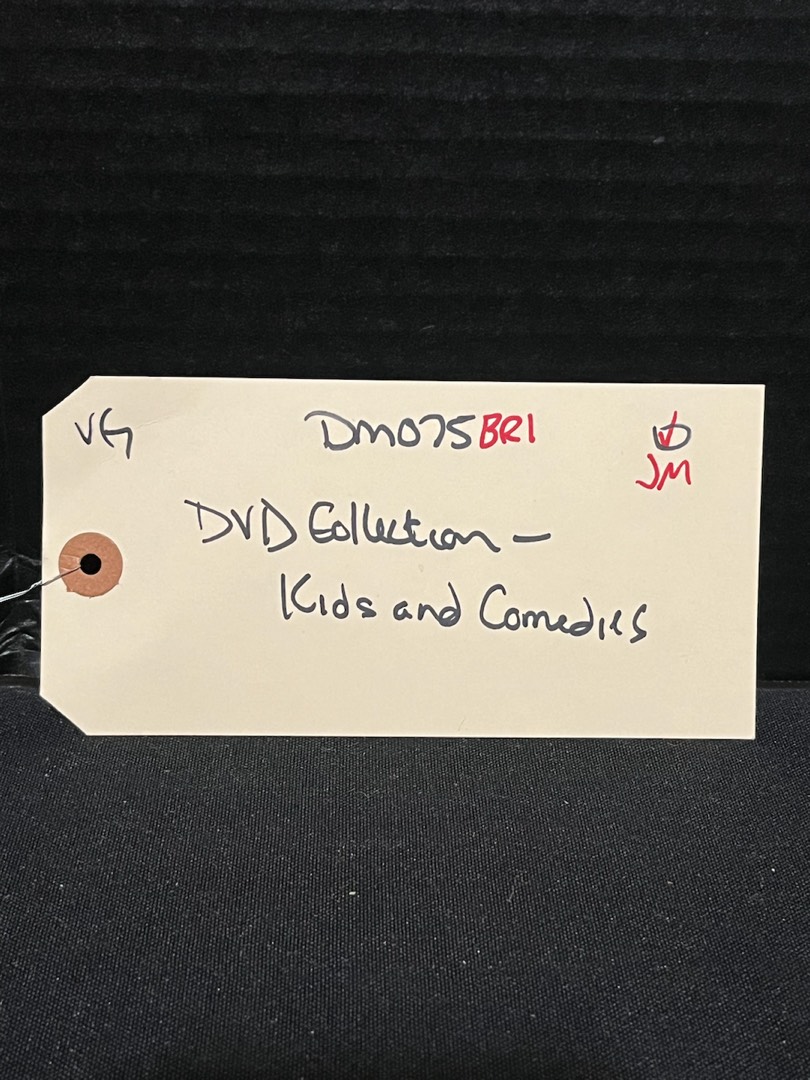 VG DM075BR1
JM
DVD Collection -
Kids and Comedies